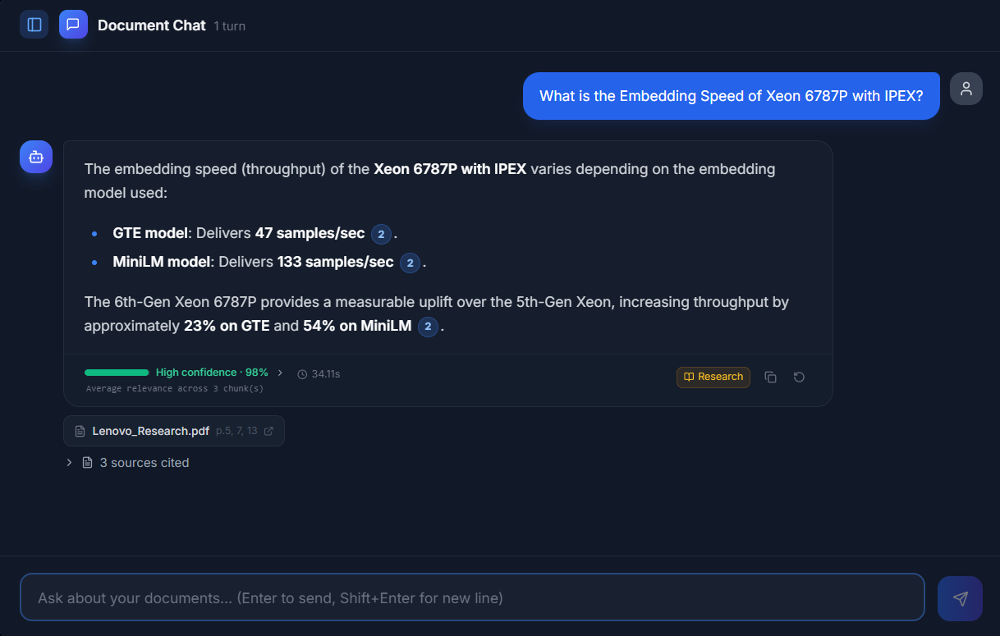 Document Chat 1 turn
What is the Embedding Speed of Xeon 6787P with IPEX?
The embedding speed (throughput) of the Xeon 6787P with IPEX varies depending on the embedding
model used:
• GTE model: Delivers 47 samples/sec 2 .
• MiniLM model: Delivers 133 samples/sec 2 .
The 6th-Gen Xeon 6787P provides a measurable uplift over the 5th-Gen Xeon, increasing throughput by
approximately 23% on GTE and 54% on MiniLM 2 .
High confidence · 98% 34.11s Research
Average relevance across 3 chunk(s)
Lenovo_Research.pdf p.5, 7, 13
3 sources cited
Ask about your documents... (Enter to send, Shift+Enter for new line)